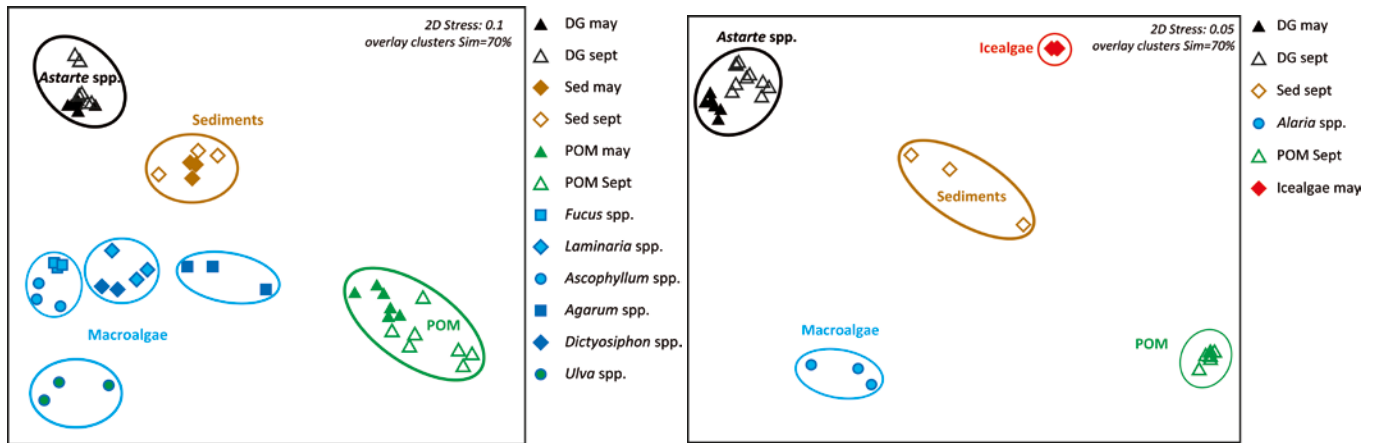 2D Stress: 0.1
overlay clusters Sim=70%
Astarte spp.
Sediments
Macroalgae
POM
DG may
DG sept
Sed may
Sed sept
POM may
POM Sept
Fucus spp.
Laminaria spp.
Ascophyllum spp.
Agarum spp.
Dictyosiphon spp.
Ulva spp.
2D Stress: 0.05
overlay clusters Sim=70%
Astarte spp.
Icealgae
Sediments
Macroalgae
POM
DG may
DG sept
Sed sept
Alaria spp.
POM Sept
Icealgae may